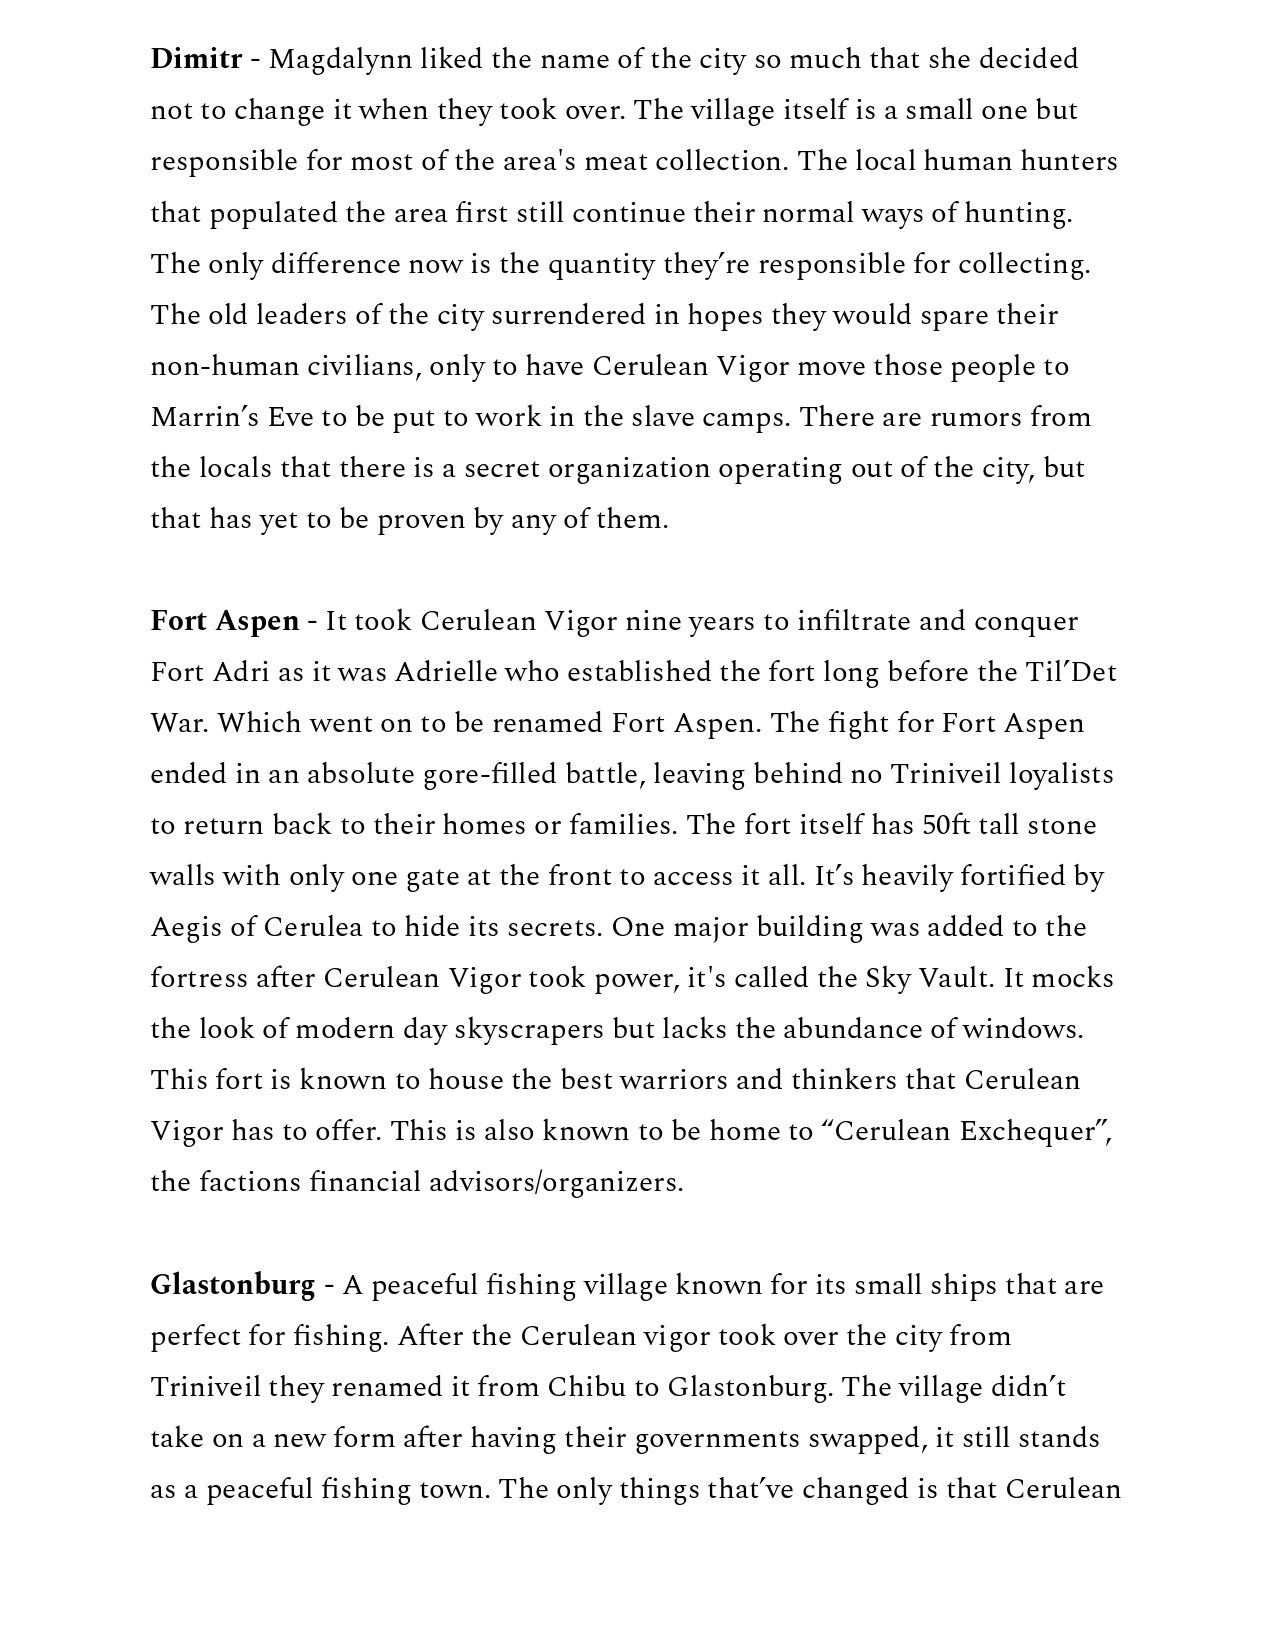 Dimitr - Magdalynn liked the name of the city so much that she decided
not to change it when they took over. The village itself is a small one but
responsible for most of the area's meat collection. The local human hunters
that populated the area first still continue their normal ways of hunting.
The only difference now is the quantity they’re responsible for collecting.
The old leaders of the city surrendered in hopes they would spare their
non-human civilians, only to have Cerulean Vigor move those people to
Marrin’s Eve to be put to work in the slave camps. There are rumors from
the locals that there is a secret organization operating out of the city, but
that has yet to be proven by any of them.
Fort Aspen - It took Cerulean Vigor nine years to infiltrate and conquer
Fort Adri as it was Adrielle who established the fort long before the Til’Det
War. Which went on to be renamed Fort Aspen. The fight for Fort Aspen
ended in an absolute gore-filled battle, leaving behind no Triniveil loyalists
to return back to their homes or families. The fort itself has 50ft tall stone
walls with only one gate at the front to access it all. It’s heavily fortified by
Aegis of Cerulea to hide its secrets. One major building was added to the
fortress after Cerulean Vigor took power, it's called the Sky Vault. It mocks
the look of modern day skyscrapers but lacks the abundance of windows.
This fort is known to house the best warriors and thinkers that Cerulean
Vigor has to offer. This is also known to be home to “Cerulean Exchequer”,
the factions financial advisors/organizers.
Glastonburg - A peaceful fishing village known for its small ships that are
perfect for fishing. After the Cerulean vigor took over the city from
Triniveil they renamed it from Chibu to Glastonburg. The village didn’t
take on a new form after having their governments swapped, it still stands
as a peaceful fishing town. The only things that’ve changed is that Cerulean